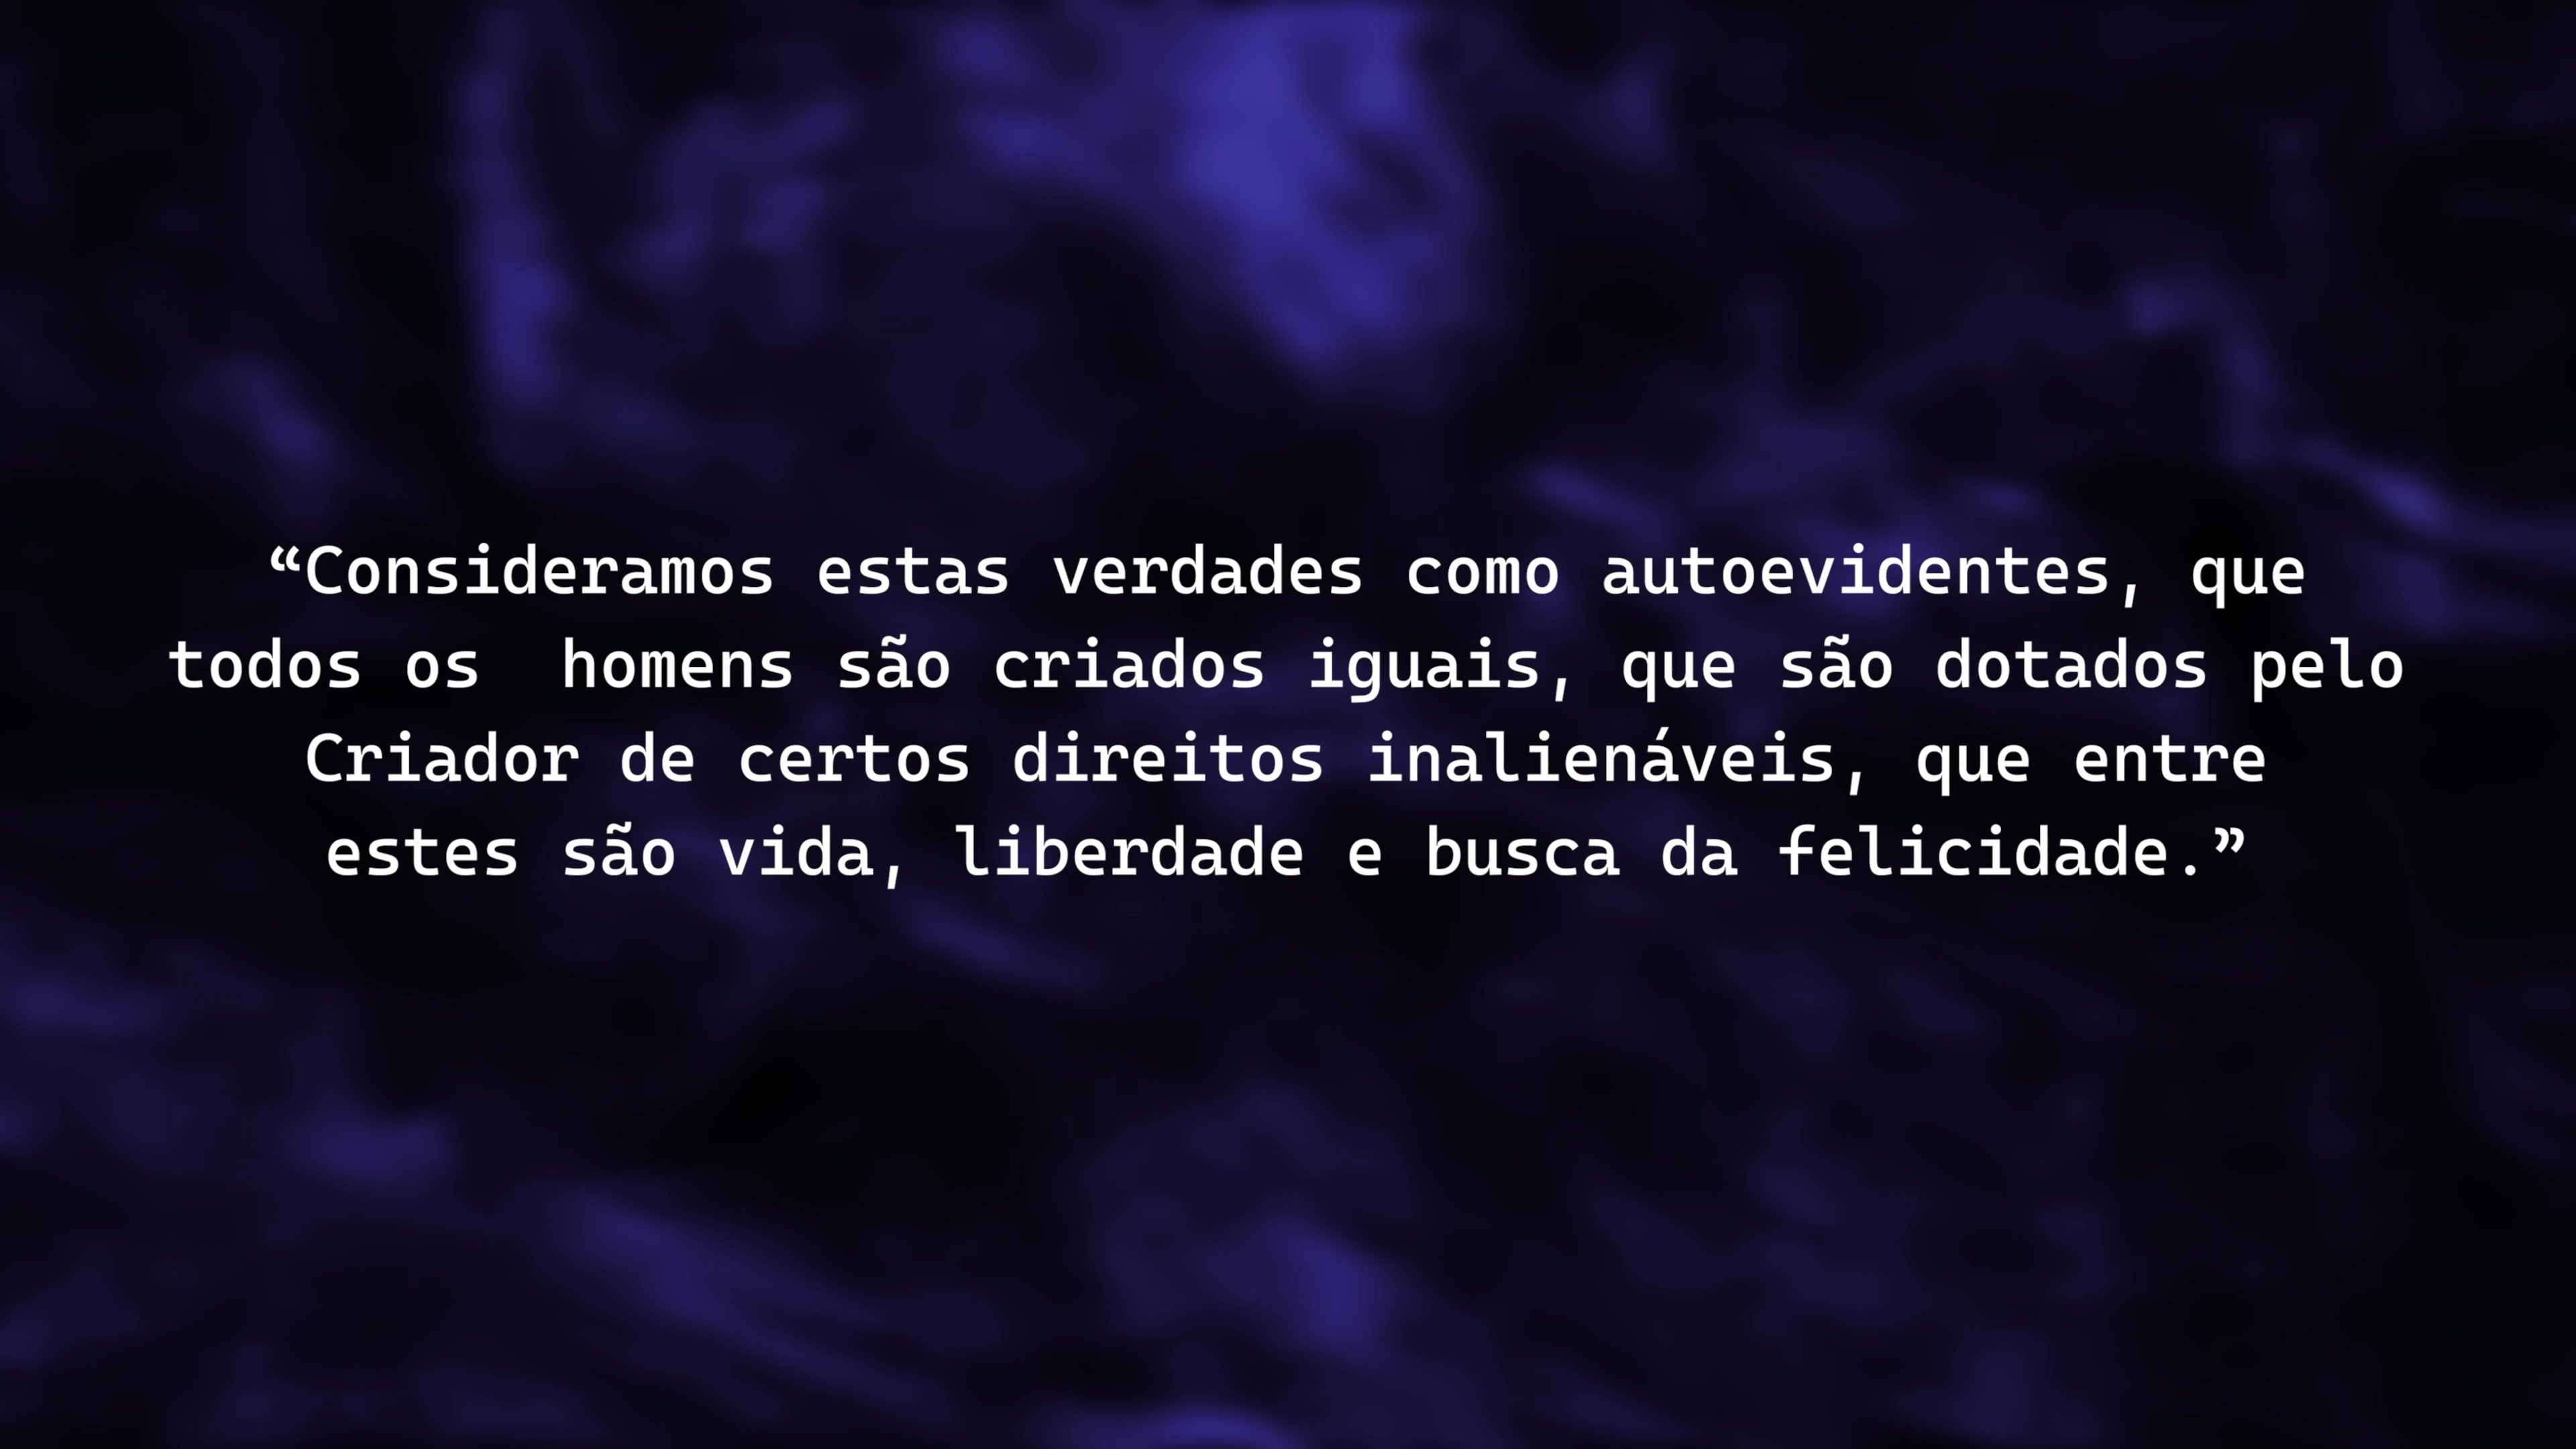 “Consideramos estas verdades como autoevidentes, que
todos os  homens são criados iguais, que são dotados pelo
Criador de certos direitos inalienáveis, que entre
estes são vida, liberdade e busca da felicidade.”